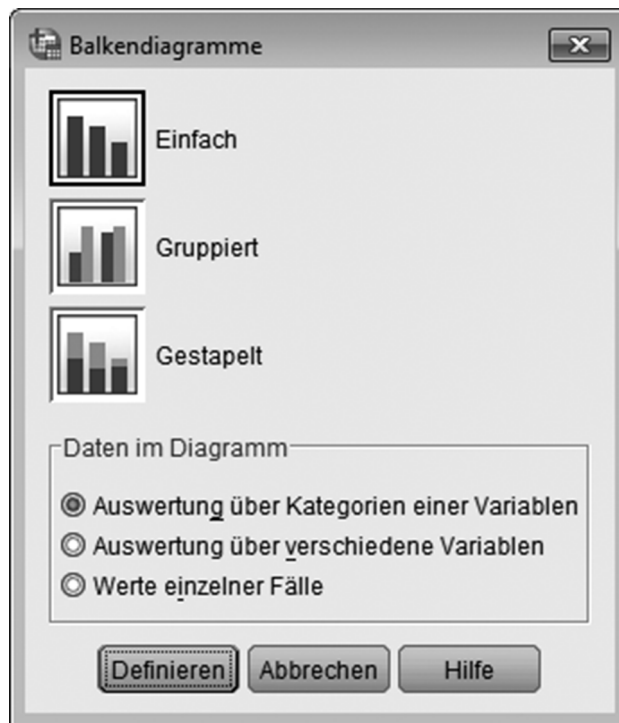 Balkendiagramme
Einfach
Gruppiert
Gestapelt
Daten im Diagramm
Auswertung über Kategorien einer Variablen
Auswertung über verschiedene Variablen
Werte einzelner Fälle
Definieren Abbrechen Hilfe